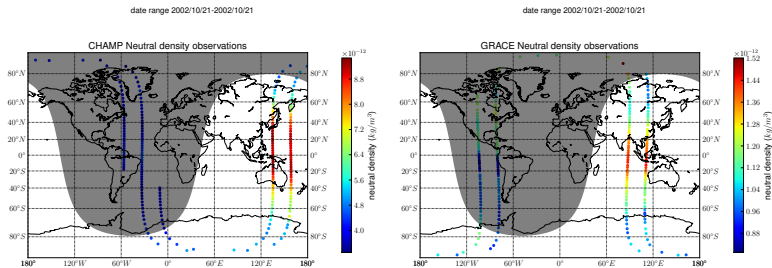 date range 2002/10/21-2002/10/21
CHAMP Neutral density observations
×10⁻¹²
80°N 80°N
60°N 60°N
40°N 40°N
20°N 20°N
0° 0°
20°S 20°S
40°S 40°S
60°S 60°S
80°S 80°S
180° 120°W 60°W 0° 60°E 120°E 180°
8.8
8.0
7.2
6.4
5.6
4.8
4.0
neutral density (kg/m³)
date range 2002/10/21-2002/10/21
GRACE Neutral density observations
×10⁻¹²
80°N 80°N
60°N 60°N
40°N 40°N
20°N 20°N
0° 0°
20°S 20°S
40°S 40°S
60°S 60°S
80°S 80°S
180° 120°W 60°W 0° 60°E 120°E 180°
1.52
1.44
1.36
1.28
1.20
1.12
1.04
0.96
0.88
neutral density (kg/m³)